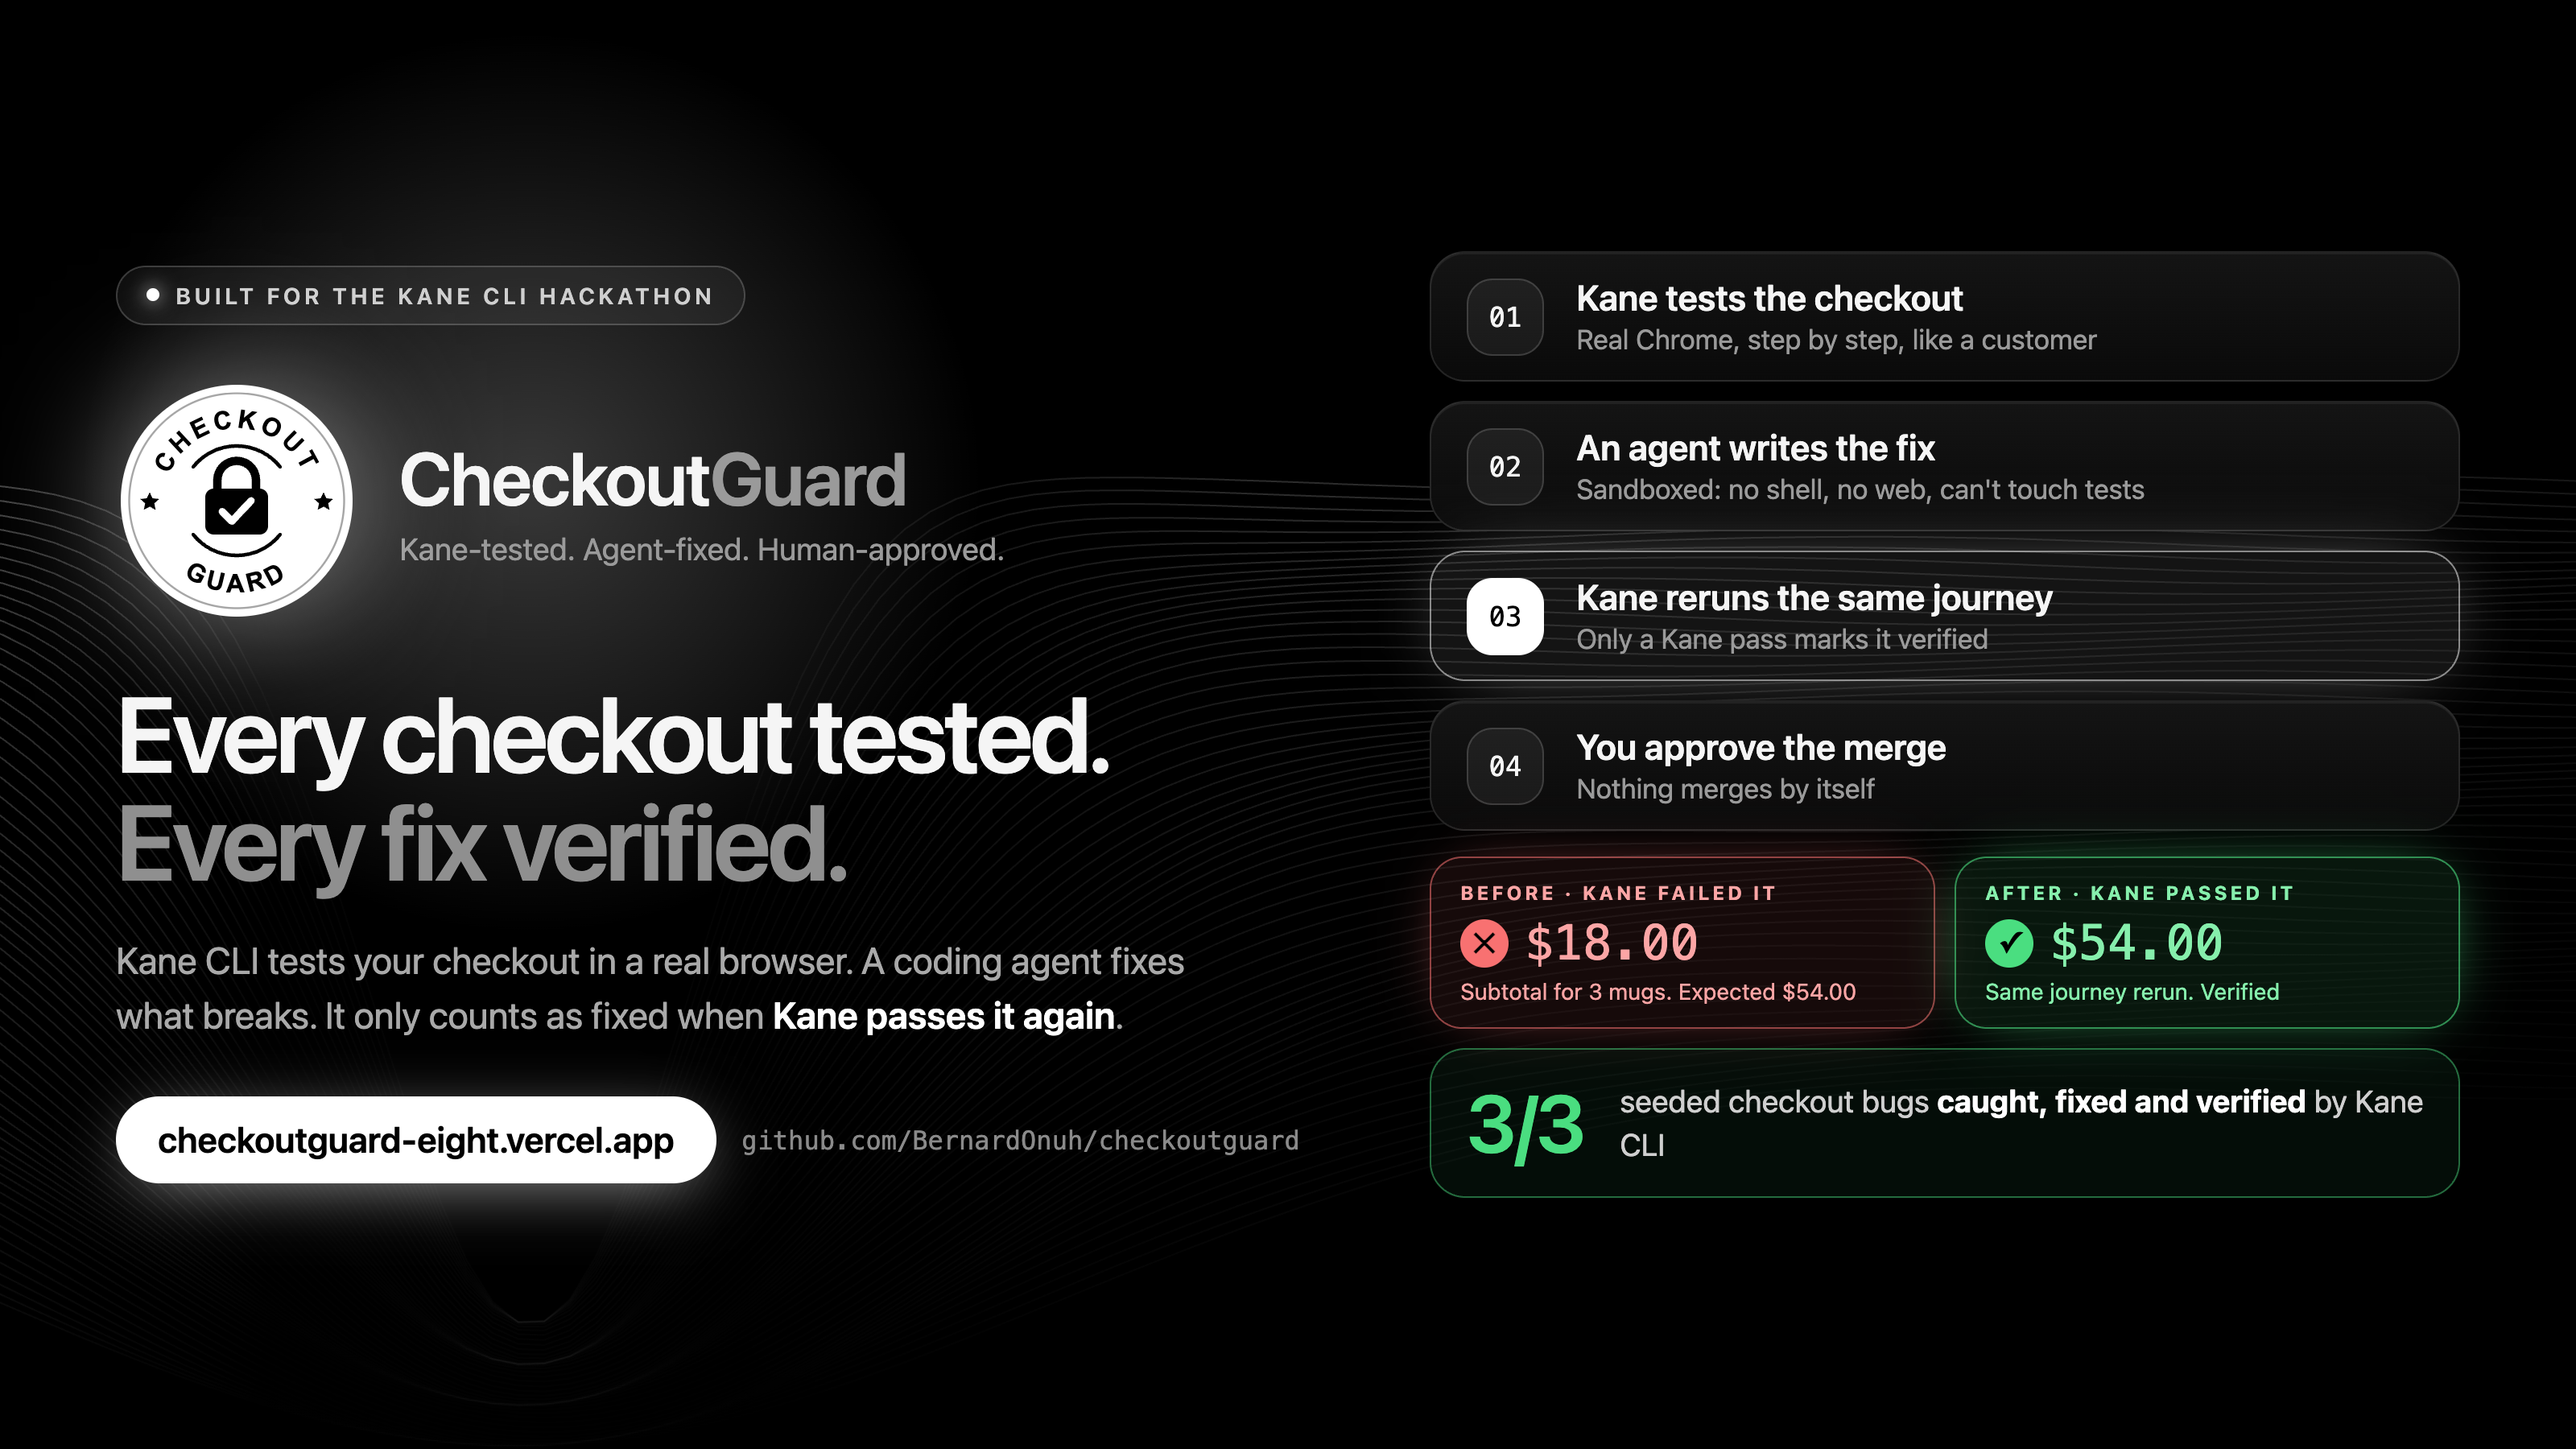 BUILT FOR THE KANE CLI HACKATHON
CHECKOUT
GUARD
CheckoutGuard
Kane-tested. Agent-fixed. Human-approved.
Every checkout tested.
Every fix verified.
Kane CLI tests your checkout in a real browser. A coding agent fixes
what breaks. It only counts as fixed when Kane passes it again.
checkoutguard-eight.vercel.app
github.com/BernardOnuh/checkoutguard
01
Kane tests the checkout
Real Chrome, step by step, like a customer
02
An agent writes the fix
Sandboxed: no shell, no web, can't touch tests
03
Kane reruns the same journey
Only a Kane pass marks it verified
04
You approve the merge
Nothing merges by itself
BEFORE · KANE FAILED IT
$18.00
Subtotal for 3 mugs. Expected $54.00
AFTER · KANE PASSED IT
$54.00
Same journey rerun. Verified
3/3
seeded checkout bugs caught, fixed and verified by Kane
CLI